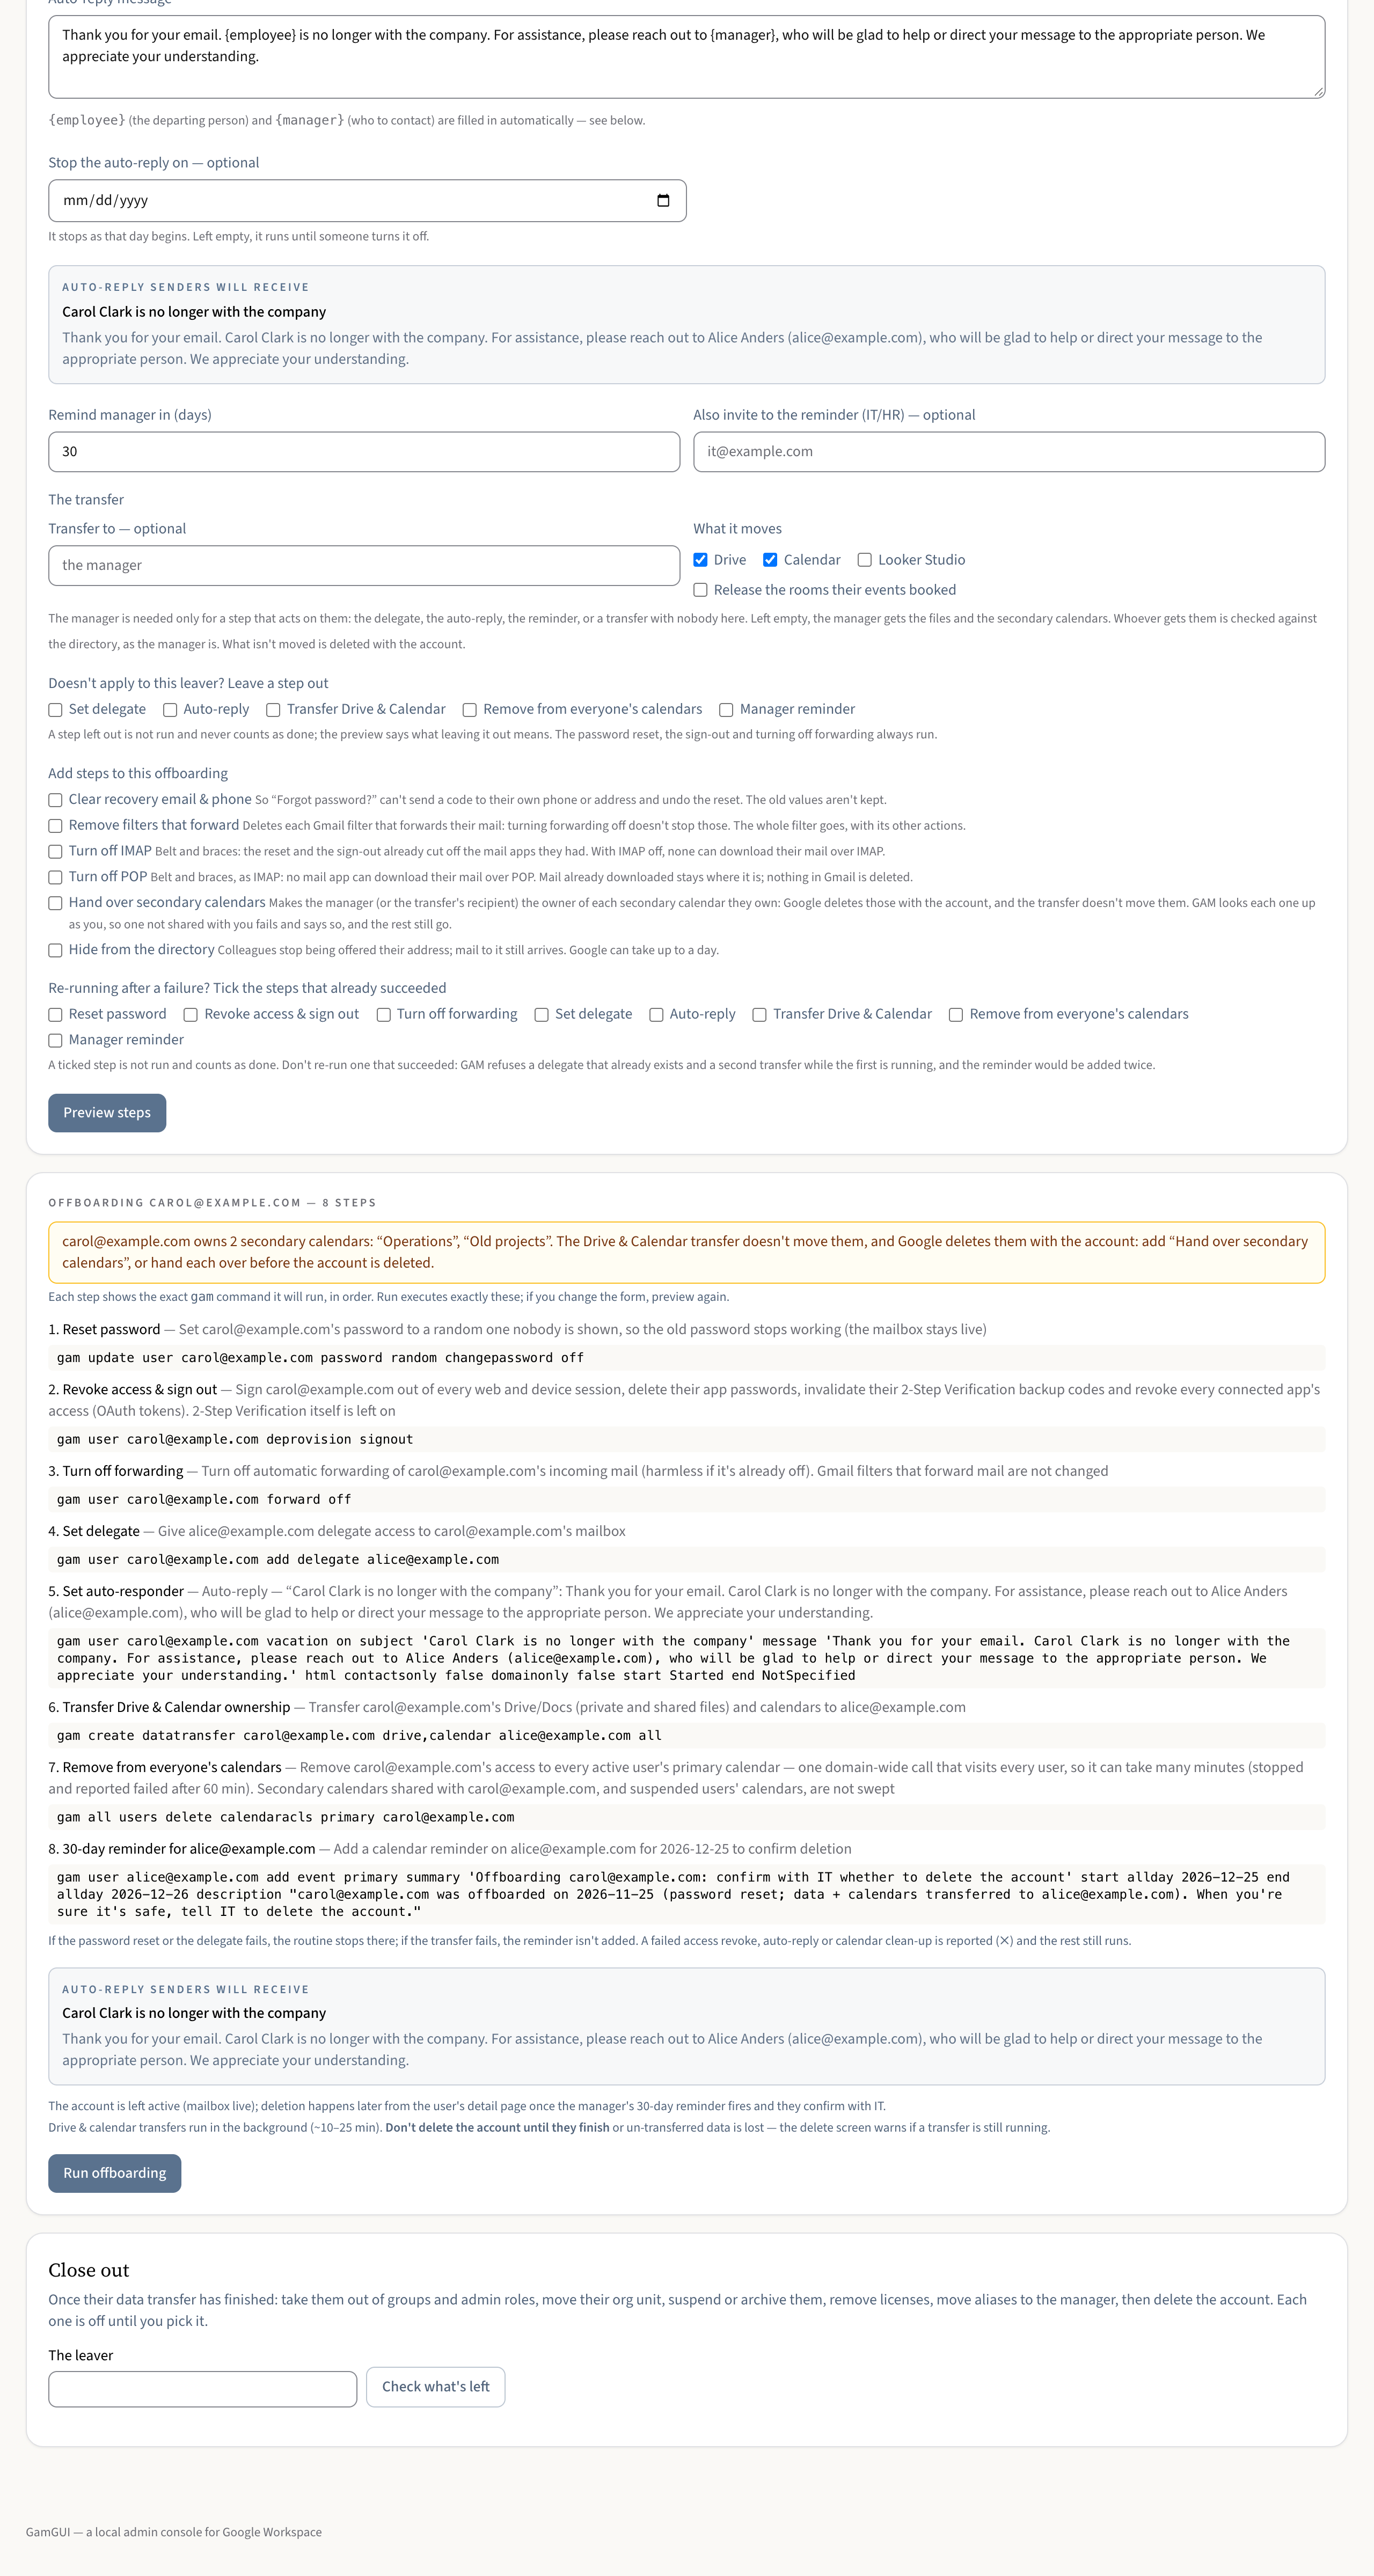 Auto-reply message
Thank you for your email. {employee} is no longer with the company. For assistance, please reach out to {manager}, who will be glad to help or direct your message to the appropriate person. We
appreciate your understanding.
{employee} (the departing person) and {manager} (who to contact) are filled in automatically — see below.
Stop the auto-reply on — optional
mm/dd/yyyy
It stops as that day begins. Left empty, it runs until someone turns it off.
AUTO-REPLY SENDERS WILL RECEIVE
Carol Clark is no longer with the company
Thank you for your email. Carol Clark is no longer with the company. For assistance, please reach out to Alice Anders (alice@example.com), who will be glad to help or direct your message to the
appropriate person. We appreciate your understanding.
Remind manager in (days)
Also invite to the reminder (IT/HR) — optional
30
it@example.com
The transfer
Transfer to — optional
What it moves
the manager
Drive Calendar Looker Studio
Release the rooms their events booked
The manager is needed only for a step that acts on them: the delegate, the auto-reply, the reminder, or a transfer with nobody here. Left empty, the manager gets the files and the secondary calendars. Whoever gets them is checked against
the directory, as the manager is. What isn't moved is deleted with the account.
Doesn't apply to this leaver? Leave a step out
Set delegate Auto-reply Transfer Drive & Calendar Remove from everyone's calendars Manager reminder
A step left out is not run and never counts as done; the preview says what leaving it out means. The password reset, the sign-out and turning off forwarding always run.
Add steps to this offboarding
Clear recovery email & phone So “Forgot password?” can't send a code to their own phone or address and undo the reset. The old values aren't kept.
Remove filters that forward Deletes each Gmail filter that forwards their mail: turning forwarding off doesn't stop those. The whole filter goes, with its other actions.
Turn off IMAP Belt and braces: the reset and the sign-out already cut off the mail apps they had. With IMAP off, none can download their mail over IMAP.
Turn off POP Belt and braces, as IMAP: no mail app can download their mail over POP. Mail already downloaded stays where it is; nothing in Gmail is deleted.
Hand over secondary calendars Makes the manager (or the transfer's recipient) the owner of each secondary calendar they own: Google deletes those with the account, and the transfer doesn't move them. GAM looks each one up
as you, so one not shared with you fails and says so, and the rest still go.
Hide from the directory Colleagues stop being offered their address; mail to it still arrives. Google can take up to a day.
Re-running after a failure? Tick the steps that already succeeded
Reset password Revoke access & sign out Turn off forwarding Set delegate Auto-reply Transfer Drive & Calendar Remove from everyone's calendars
Manager reminder
A ticked step is not run and counts as done. Don't re-run one that succeeded: GAM refuses a delegate that already exists and a second transfer while the first is running, and the reminder would be added twice.
Preview steps
OFFBOARDING CAROL@EXAMPLE.COM — 8 STEPS
carol@example.com owns 2 secondary calendars: “Operations”, “Old projects”. The Drive & Calendar transfer doesn't move them, and Google deletes them with the account: add “Hand over secondary
calendars”, or hand each over before the account is deleted.
Each step shows the exact gam command it will run, in order. Run executes exactly these; if you change the form, preview again.
1. Reset password — Set carol@example.com's password to a random one nobody is shown, so the old password stops working (the mailbox stays live)
gam update user carol@example.com password random changepassword off
2. Revoke access & sign out — Sign carol@example.com out of every web and device session, delete their app passwords, invalidate their 2-Step Verification backup codes and revoke every connected app's
access (OAuth tokens). 2-Step Verification itself is left on
gam user carol@example.com deprovision signout
3. Turn off forwarding — Turn off automatic forwarding of carol@example.com's incoming mail (harmless if it's already off). Gmail filters that forward mail are not changed
gam user carol@example.com forward off
4. Set delegate — Give alice@example.com delegate access to carol@example.com's mailbox
gam user carol@example.com add delegate alice@example.com
5. Set auto-responder — Auto-reply — “Carol Clark is no longer with the company”: Thank you for your email. Carol Clark is no longer with the company. For assistance, please reach out to Alice Anders
(alice@example.com), who will be glad to help or direct your message to the appropriate person. We appreciate your understanding.
gam user carol@example.com vacation on subject 'Carol Clark is no longer with the company' message 'Thank you for your email. Carol Clark is no longer with the
company. For assistance, please reach out to Alice Anders (alice@example.com), who will be glad to help or direct your message to the appropriate person. We
appreciate your understanding.' html contactsonly false domainonly false start Started end NotSpecified
6. Transfer Drive & Calendar ownership — Transfer carol@example.com's Drive/Docs (private and shared files) and calendars to alice@example.com
gam create datatransfer carol@example.com drive,calendar alice@example.com all
7. Remove from everyone's calendars — Remove carol@example.com's access to every active user's primary calendar — one domain-wide call that visits every user, so it can take many minutes (stopped
and reported failed after 60 min). Secondary calendars shared with carol@example.com, and suspended users' calendars, are not swept
gam all users delete calendaracls primary carol@example.com
8. 30-day reminder for alice@example.com — Add a calendar reminder on alice@example.com for 2026-12-25 to confirm deletion
gam user alice@example.com add event primary summary 'Offboarding carol@example.com: confirm with IT whether to delete the account' start allday 2026-12-25 end
allday 2026-12-26 description "carol@example.com was offboarded on 2026-11-25 (password reset; data + calendars transferred to alice@example.com). When you're
sure it's safe, tell IT to delete the account."
If the password reset or the delegate fails, the routine stops there; if the transfer fails, the reminder isn't added. A failed access revoke, auto-reply or calendar clean-up is reported (✕) and the rest still runs.
AUTO-REPLY SENDERS WILL RECEIVE
Carol Clark is no longer with the company
Thank you for your email. Carol Clark is no longer with the company. For assistance, please reach out to Alice Anders (alice@example.com), who will be glad to help or direct your message to the
appropriate person. We appreciate your understanding.
The account is left active (mailbox live); deletion happens later from the user's detail page once the manager's 30-day reminder fires and they confirm with IT.
Drive & calendar transfers run in the background (~10–25 min). Don't delete the account until they finish or un-transferred data is lost — the delete screen warns if a transfer is still running.
Run offboarding
Close out
Once their data transfer has finished: take them out of groups and admin roles, move their org unit, suspend or archive them, remove licenses, move aliases to the manager, then delete the account. Each
one is off until you pick it.
The leaver
Check what's left
GamGUI — a local admin console for Google Workspace